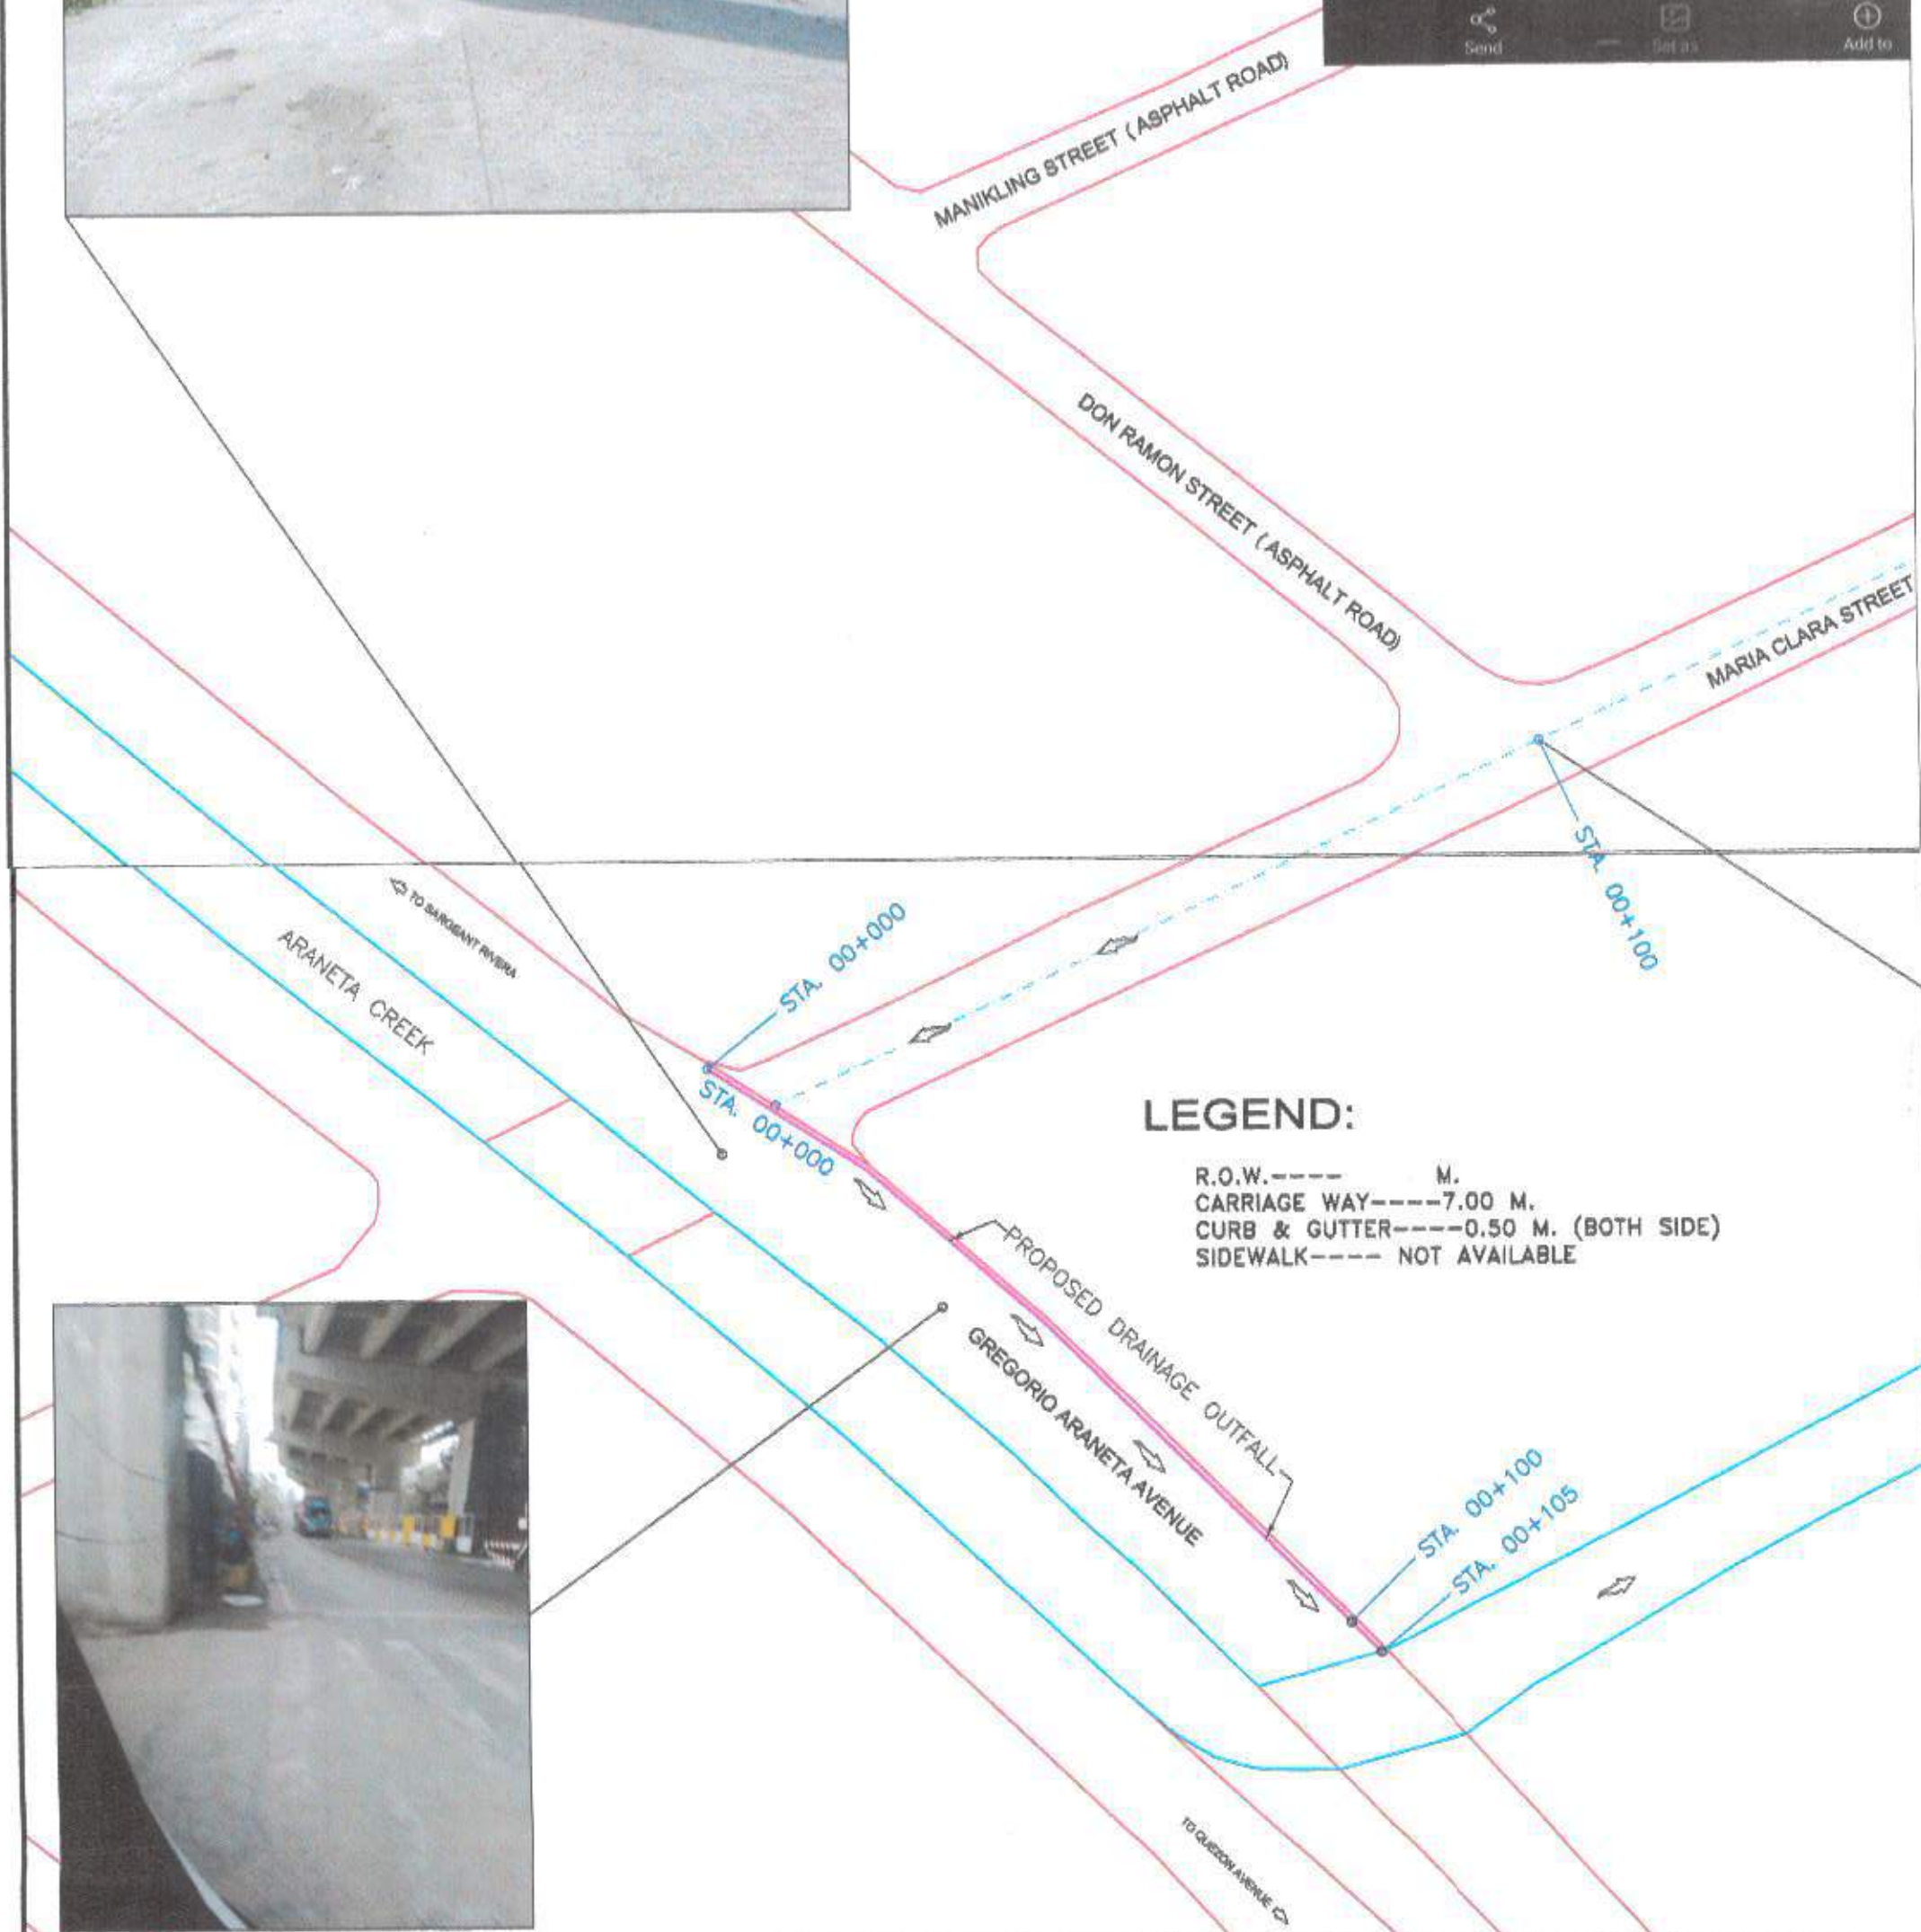 Send
Set as
Add to
MANIKLING STREET (ASPHALT ROAD)
DON RAMON STREET (ASPHALT ROAD)
MARIA CLARA STREET
STA. 00+100
TO SARGEANT RIVERA
ARANETA CREEK
STA. 00+000
STA. 00+000
LEGEND:
R.O.W.---- M.
CARRIAGE WAY----7.00 M.
CURB & GUTTER----0.50 M. (BOTH SIDE)
SIDEWALK---- NOT AVAILABLE
PROPOSED DRAINAGE OUTFALL
GREGORIO ARANETA AVENUE
STA. 00+100
STA. 00+105
TO QUEZON AVENUE